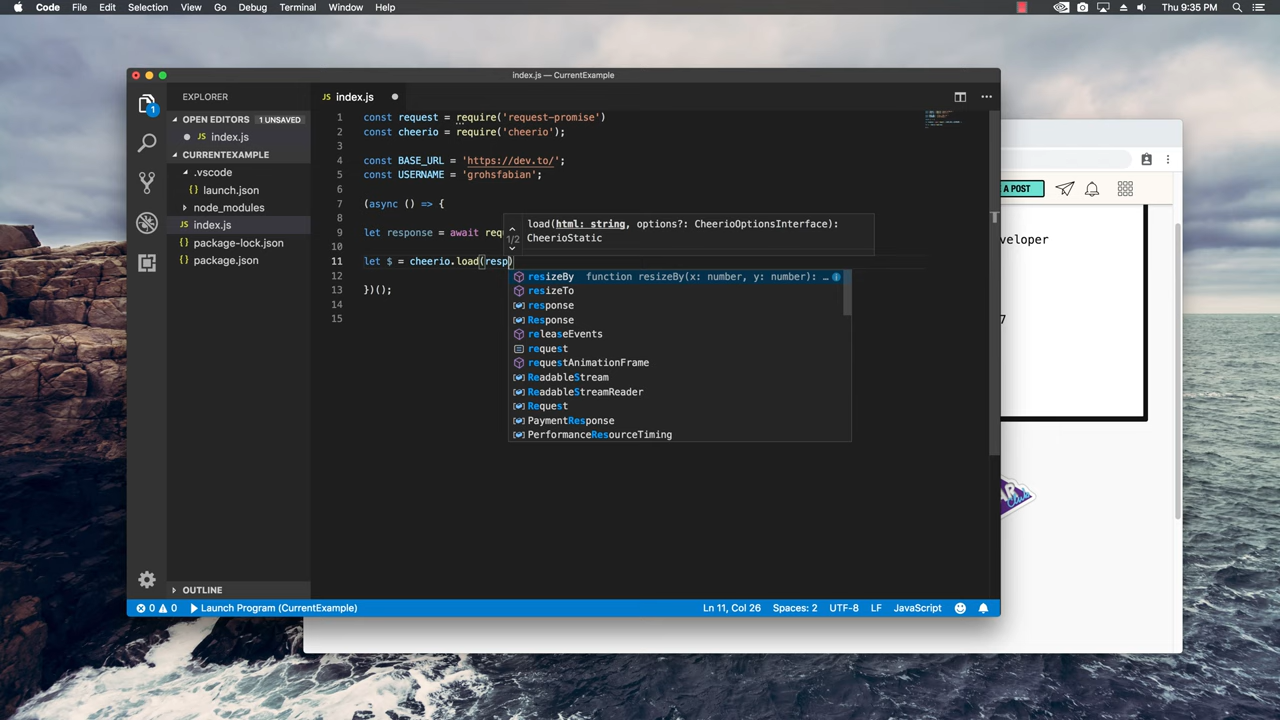 Code File Edit Selection View Go Debug Terminal Window Help
Thu 9:35 PM
index.js — CurrentExample
EXPLORER
OPEN EDITORS 1 UNSAVED
JS index.js
CURRENTEXAMPLE
.vscode
{} launch.json
node_modules
JS index.js
{} package-lock.json
{} package.json
OUTLINE
1
JS index.js
1 const request = require('request-promise')
2 const cheerio = require('cheerio');
3
4 const BASE_URL = 'https://dev.to/';
5 const USERNAME = 'grohsfabian';
6
7 (async () => {
8
9 let response = await req
10
11 let $ = cheerio.load(resp)
12
13 })();
14
15
1/2
load(html: string, options?: CheerioOptionsInterface):
CheerioStatic
resizeBy function resizeBy(x: number, y: number): …
resizeTo
response
Response
releaseEvents
request
requestAnimationFrame
ReadableStream
ReadableStreamReader
Request
PaymentResponse
PerformanceResourceTiming
A POST
veloper
7
0 0 Launch Program (CurrentExample)
Ln 11, Col 26 Spaces: 2 UTF-8 LF JavaScript